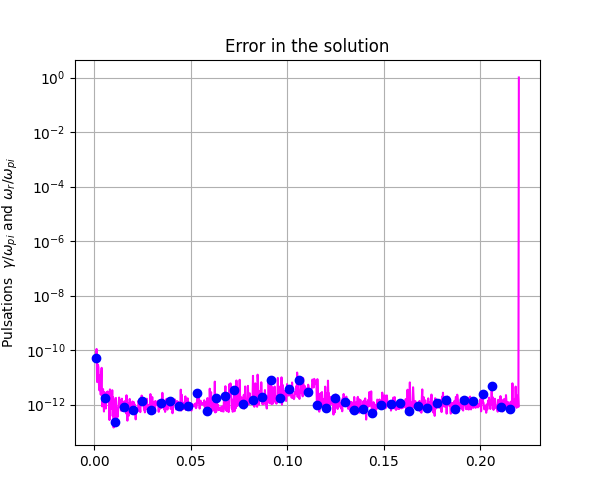 Error in the solution
Pulsations γ/ω_pi and ω_r/ω_pi
10^0
10^-2
10^-4
10^-6
10^-8
10^-10
10^-12
0.00 0.05 0.10 0.15 0.20